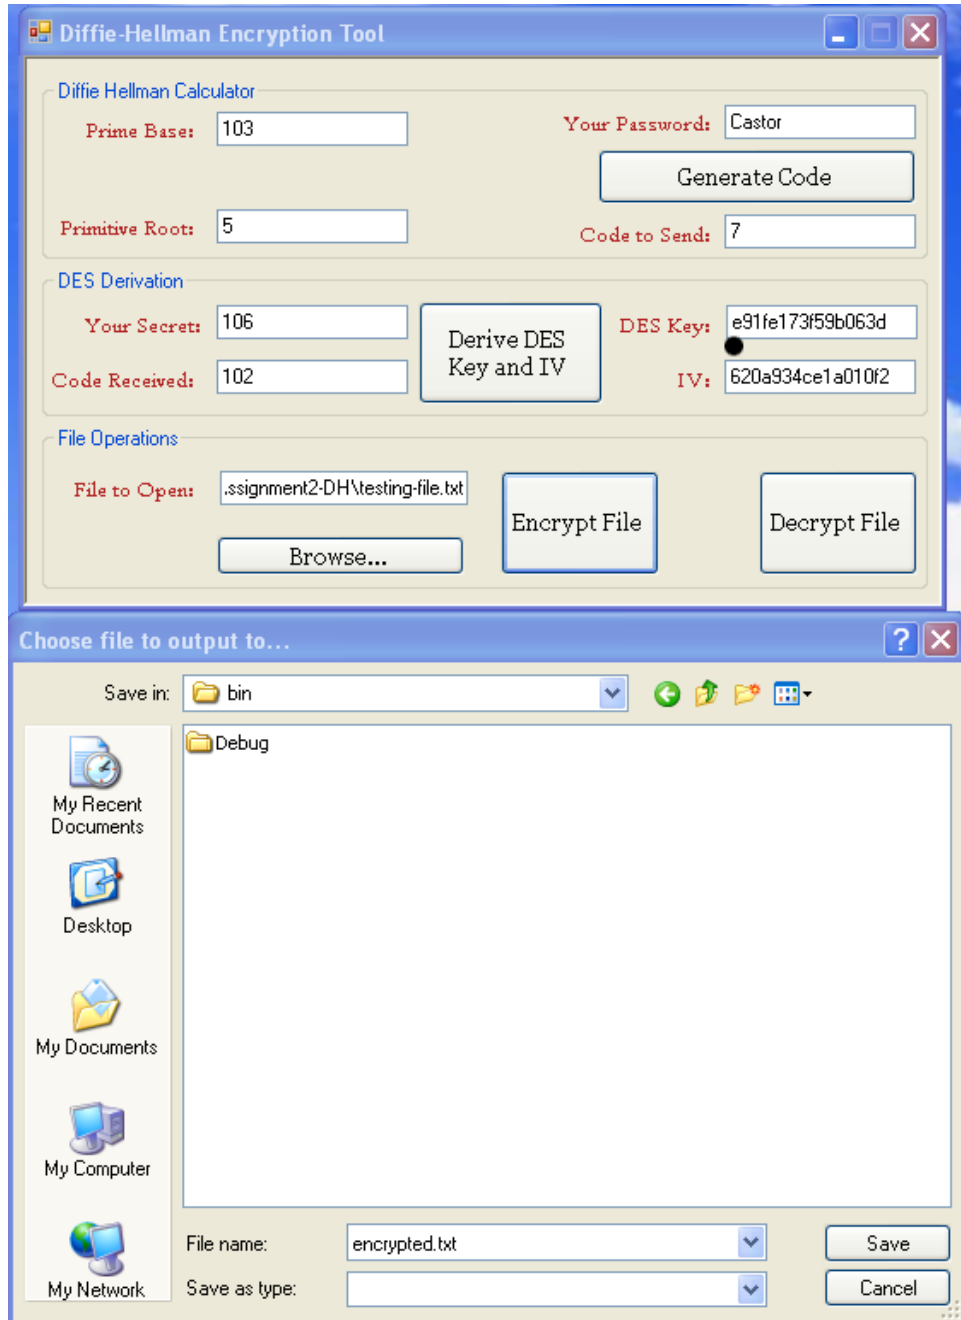 Diffie-Hellman Encryption Tool
Diffie Hellman Calculator
Prime Base: 103
Your Password: Castor
Generate Code
Primitive Root: 5
Code to Send: 7
DES Derivation
Your Secret: 106
Code Received: 102
Derive DES
Key and IV
DES Key: e91fe173f59b063d
IV: 620a934ce1a010f2
File Operations
File to Open: .ssignment2-DH\testing-file.txt
Browse...
Encrypt File
Decrypt File
Choose file to output to...
Save in: bin
Debug
My Recent
Documents
Desktop
My Documents
My Computer
My Network
File name: encrypted.txt
Save
Save as type:
Cancel